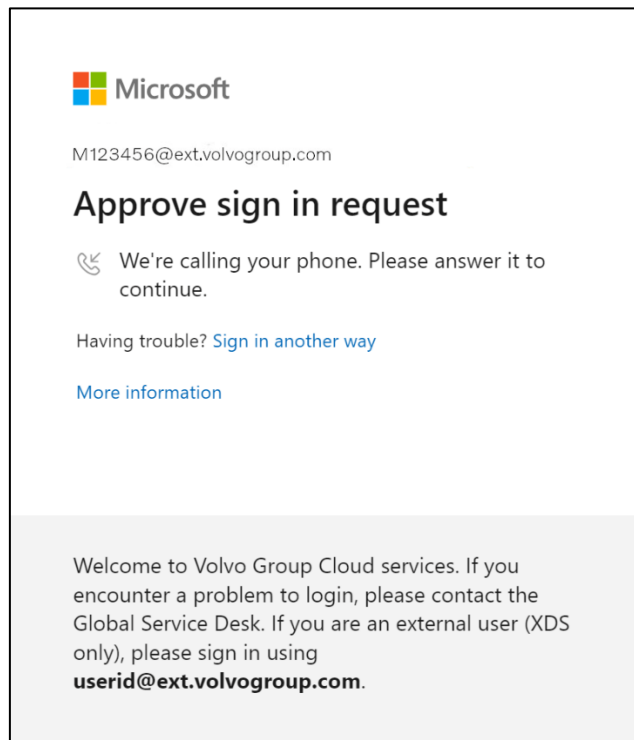 Microsoft
M123456@ext.volvogroup.com
Approve sign in request
We're calling your phone. Please answer it to
continue.
Having trouble? Sign in another way
More information
Welcome to Volvo Group Cloud services. If you
encounter a problem to login, please contact the
Global Service Desk. If you are an external user (XDS
only), please sign in using
userid@ext.volvogroup.com.